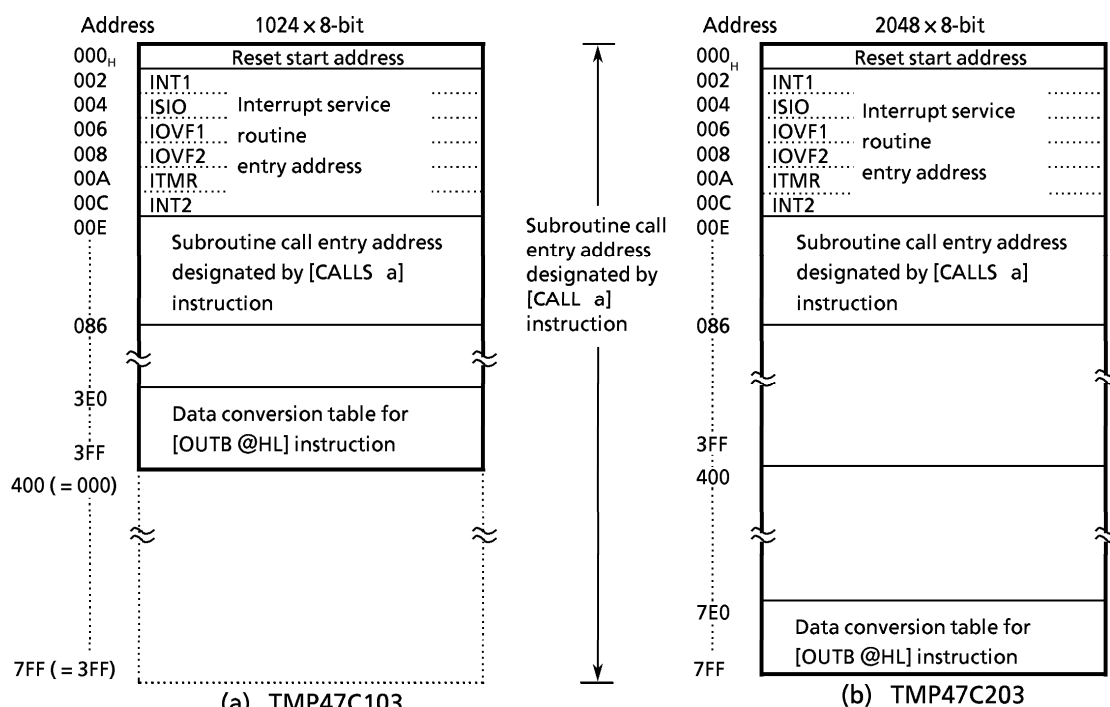 Address 1024 × 8-bit
000H Reset start address
002 INT1
004 ISIO Interrupt service
006 IOVF1 routine
008 IOVF2 entry address
00A ITMR
00C INT2
00E
Subroutine call entry address
designated by [CALLS a]
instruction
086
3E0
Data conversion table for
[OUTB @HL] instruction
3FF
400 ( = 000)
7FF ( = 3FF)
(a) TMP47C103
Subroutine call
entry address
designated by
[CALL a]
instruction
Address 2048 × 8-bit
000H Reset start address
002 INT1
004 ISIO Interrupt service
006 IOVF1 routine
008 IOVF2 entry address
00A ITMR
00C INT2
00E
Subroutine call entry address
designated by [CALLS a]
instruction
086
3FF
400
7E0
Data conversion table for
[OUTB @HL] instruction
7FF
(b) TMP47C203